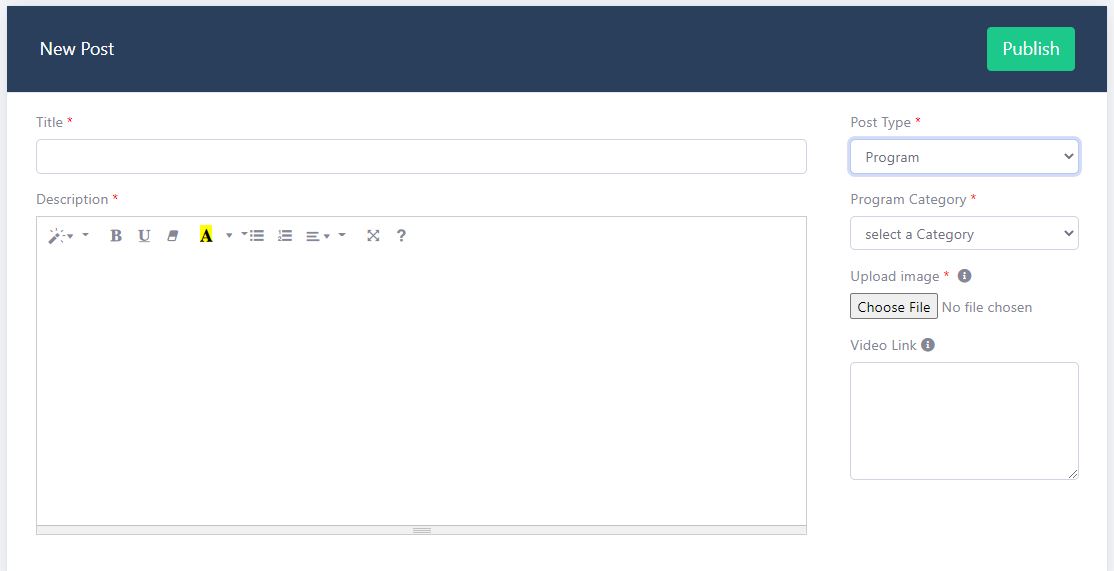 New Post
Publish
Title *
Description *
B U A ?
Post Type *
Program
Program Category *
select a Category
Upload image *
Choose File No file chosen
Video Link